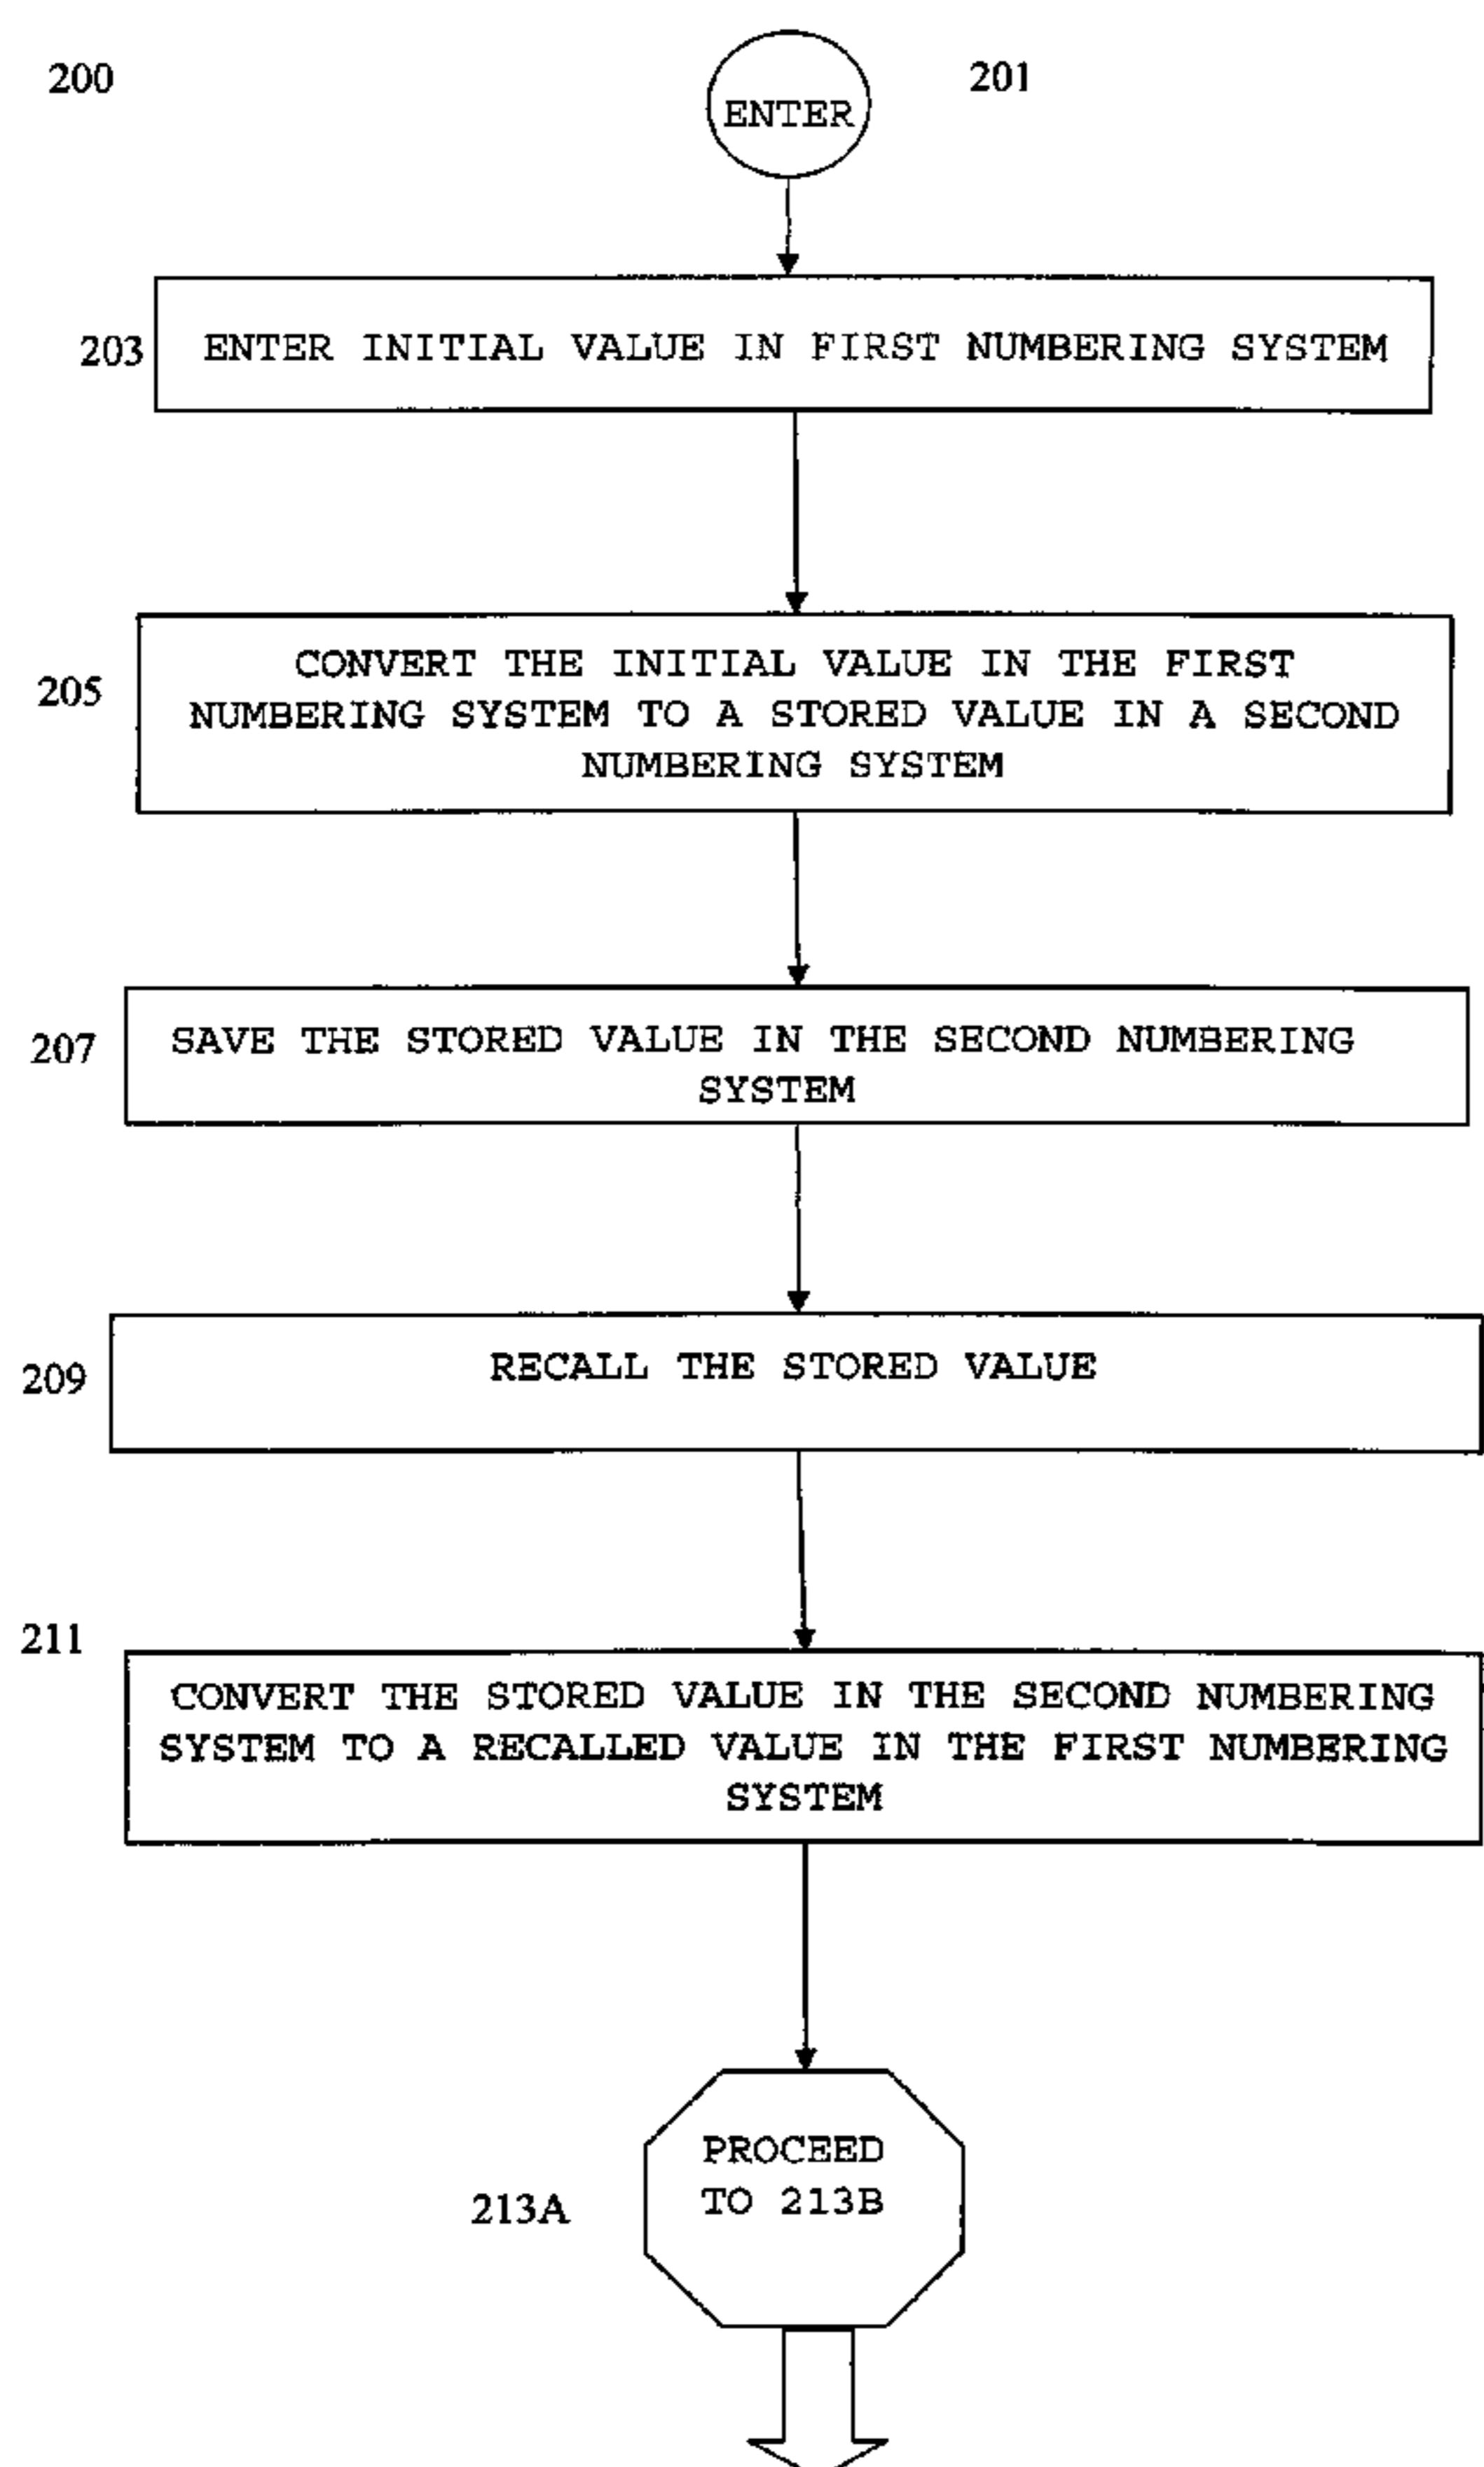 200
ENTER
201
203
ENTER INITIAL VALUE IN FIRST NUMBERING SYSTEM
205
CONVERT THE INITIAL VALUE IN THE FIRST
NUMBERING SYSTEM TO A STORED VALUE IN A SECOND
NUMBERING SYSTEM
207
SAVE THE STORED VALUE IN THE SECOND NUMBERING
SYSTEM
209
RECALL THE STORED VALUE
211
CONVERT THE STORED VALUE IN THE SECOND NUMBERING
SYSTEM TO A RECALLED VALUE IN THE FIRST NUMBERING
SYSTEM
213A
PROCEED
TO 213B